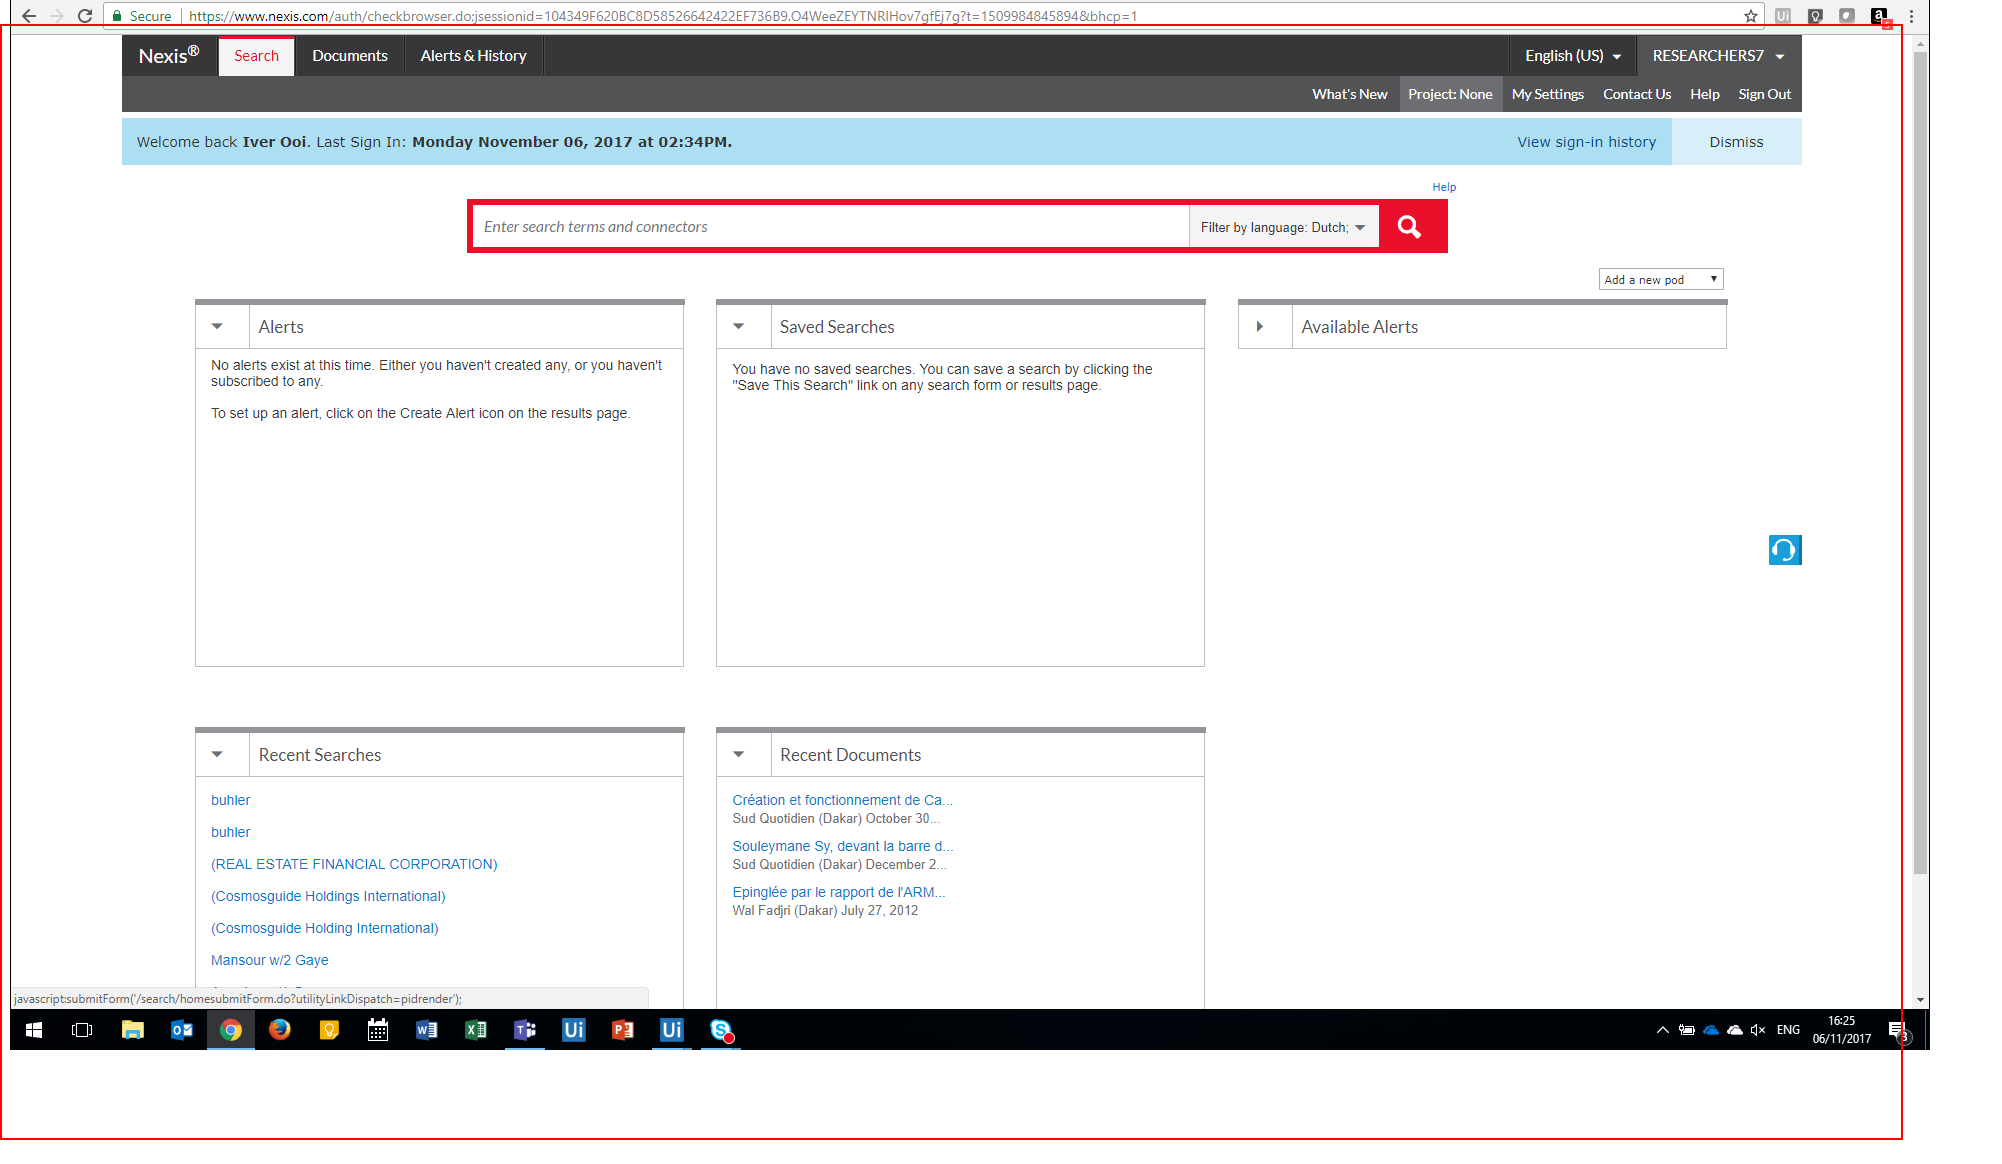 Secure https://www.nexis.com/auth/checkbrowser.do;jsessionid=104349F620BC8D58526642422EF736B9.O4WeeZEYTNRIHov7gfEj7g?t=1509984845894&bhcp=1
Nexis® Search Documents Alerts & History English (US) RESEARCHERS7
What's New Project: None My Settings Contact Us Help Sign Out
Welcome back Iver Ooi. Last Sign In: Monday November 06, 2017 at 02:34PM. View sign-in history Dismiss
Help
Enter search terms and connectors Filter by language: Dutch;
Add a new pod
Alerts
No alerts exist at this time. Either you haven't created any, or you haven't
subscribed to any.
To set up an alert, click on the Create Alert icon on the results page.
Saved Searches
You have no saved searches. You can save a search by clicking the
"Save This Search" link on any search form or results page.
Available Alerts
Recent Searches
buhler
buhler
(REAL ESTATE FINANCIAL CORPORATION)
(Cosmosguide Holdings International)
(Cosmosguide Holding International)
Mansour w/2 Gaye
Recent Documents
Création et fonctionnement de Ca...
Sud Quotidien (Dakar) October 30...
Souleymane Sy, devant la barre d...
Sud Quotidien (Dakar) December 2...
Epinglée par le rapport de l'ARM...
Wal Fadjri (Dakar) July 27, 2012
javascript:submitForm('/search/homesubmitForm.do?utilityLinkDispatch=pidrender');
Ui Ui
ENG
16:25
06/11/2017
3